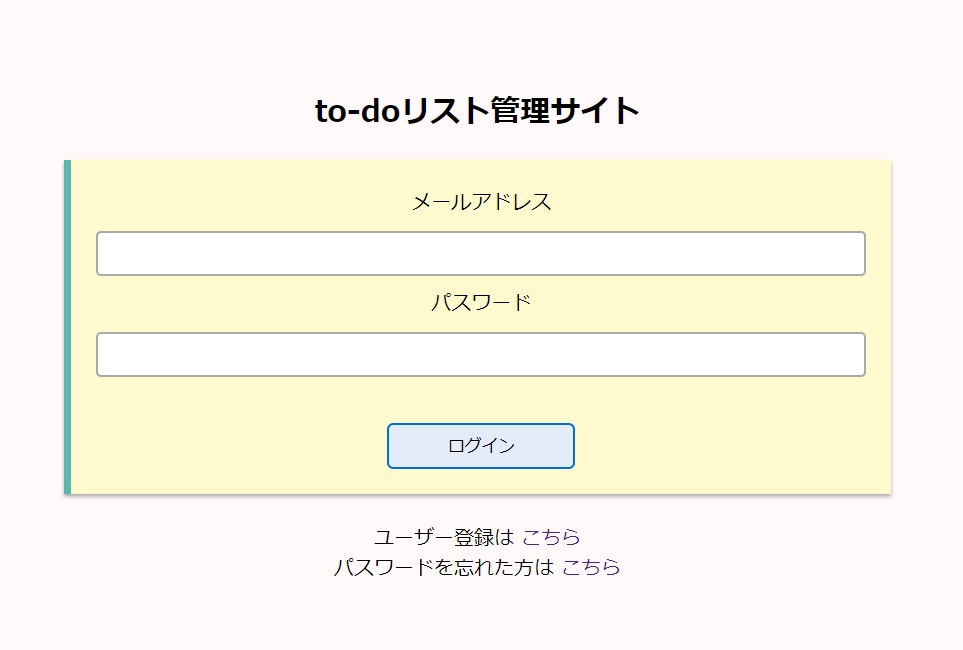 to-doリスト管理サイト
メールアドレス
パスワード
ログイン
ユーザー登録は こちら
パスワードを忘れた方は こちら